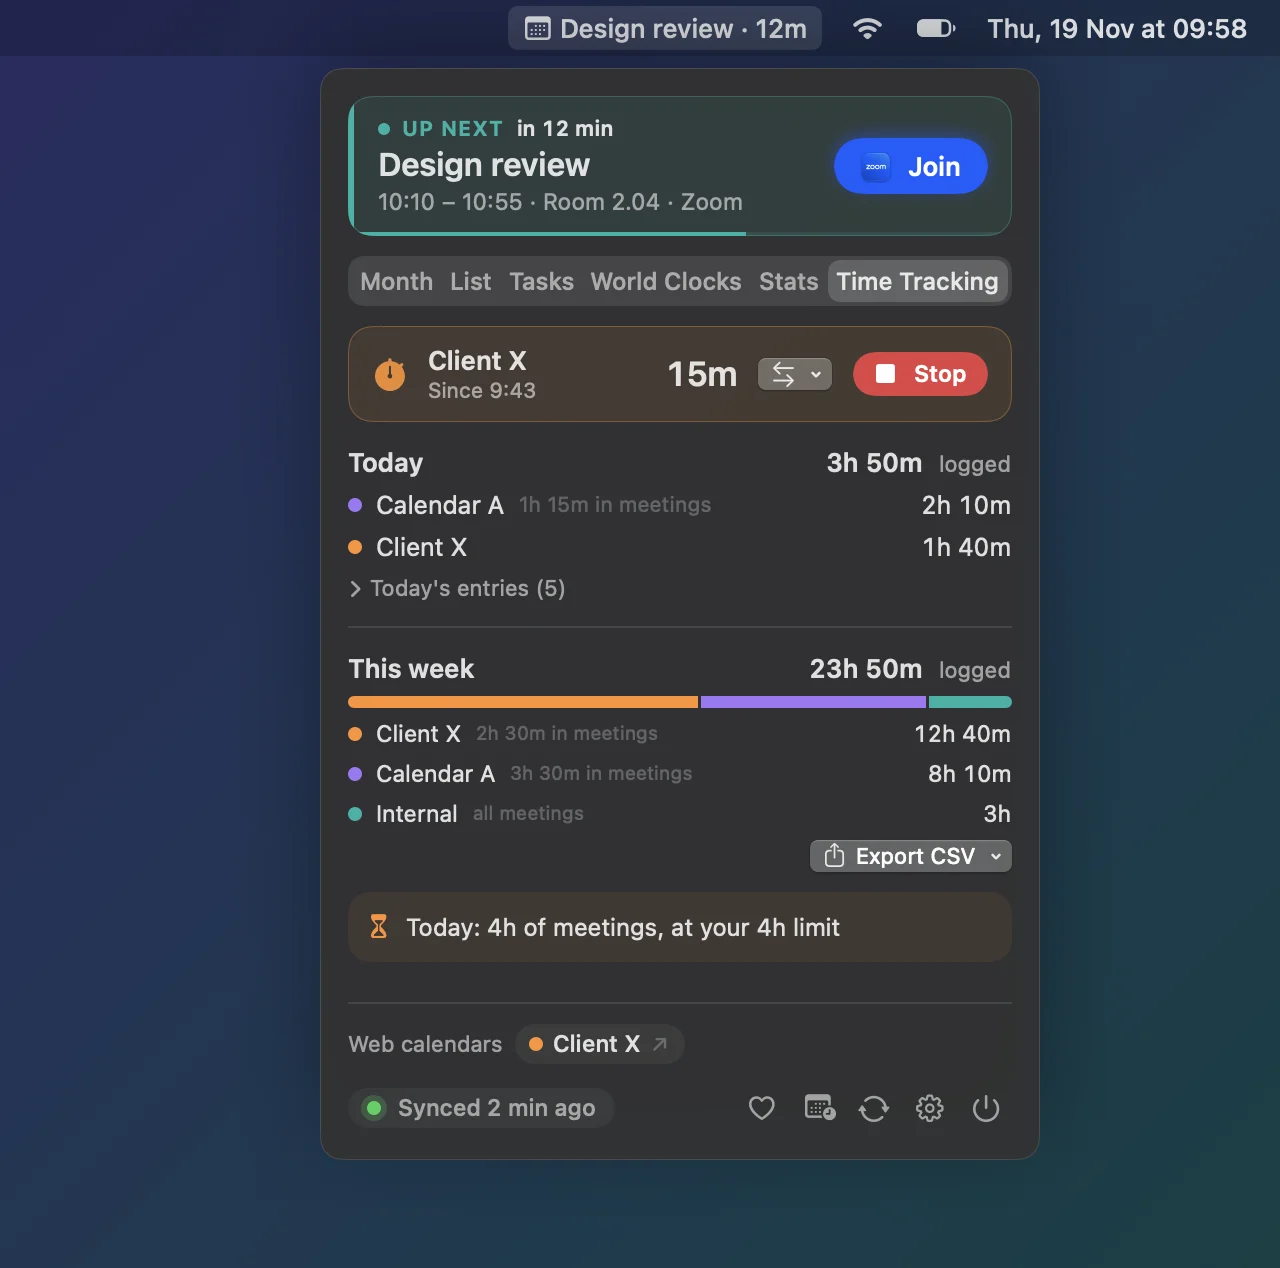 Design review · 12m
Thu, 19 Nov at 09:58
UP NEXT in 12 min
Design review
10:10 – 10:55 · Room 2.04 · Zoom
zoom Join
Month List Tasks World Clocks Stats Time Tracking
Client X
Since 9:43
15m
Stop
Today 3h 50m logged
Calendar A 1h 15m in meetings 2h 10m
Client X 1h 40m
Today's entries (5)
This week 23h 50m logged
Client X 2h 30m in meetings 12h 40m
Calendar A 3h 30m in meetings 8h 10m
Internal all meetings 3h
Export CSV
Today: 4h of meetings, at your 4h limit
Web calendars Client X
Synced 2 min ago